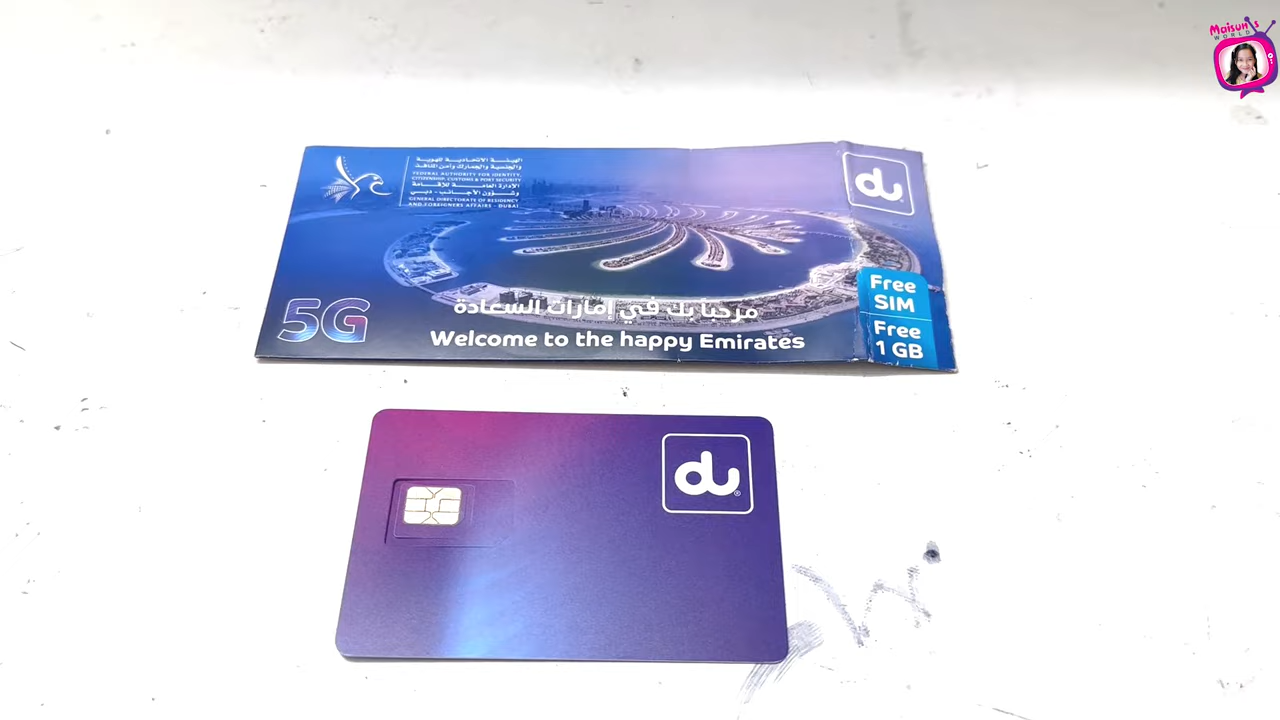 Maisun's
WORLD
الهيئة الاتحادية للهوية
والجنسية والجمارك وأمن المنافذ
FEDERAL AUTHORITY FOR IDENTITY,
CITIZENSHIP, CUSTOMS & PORT SECURITY
الإدارة العامة للإقامة
وشؤون الأجانب - دبي
GENERAL DIRECTORATE OF RESIDENCY
AND FOREIGNERS AFFAIRS - DUBAI
du
5G
مرحباً بك في إمارات السعادة
Welcome to the happy Emirates
Free
SIM
Free
1 GB
du